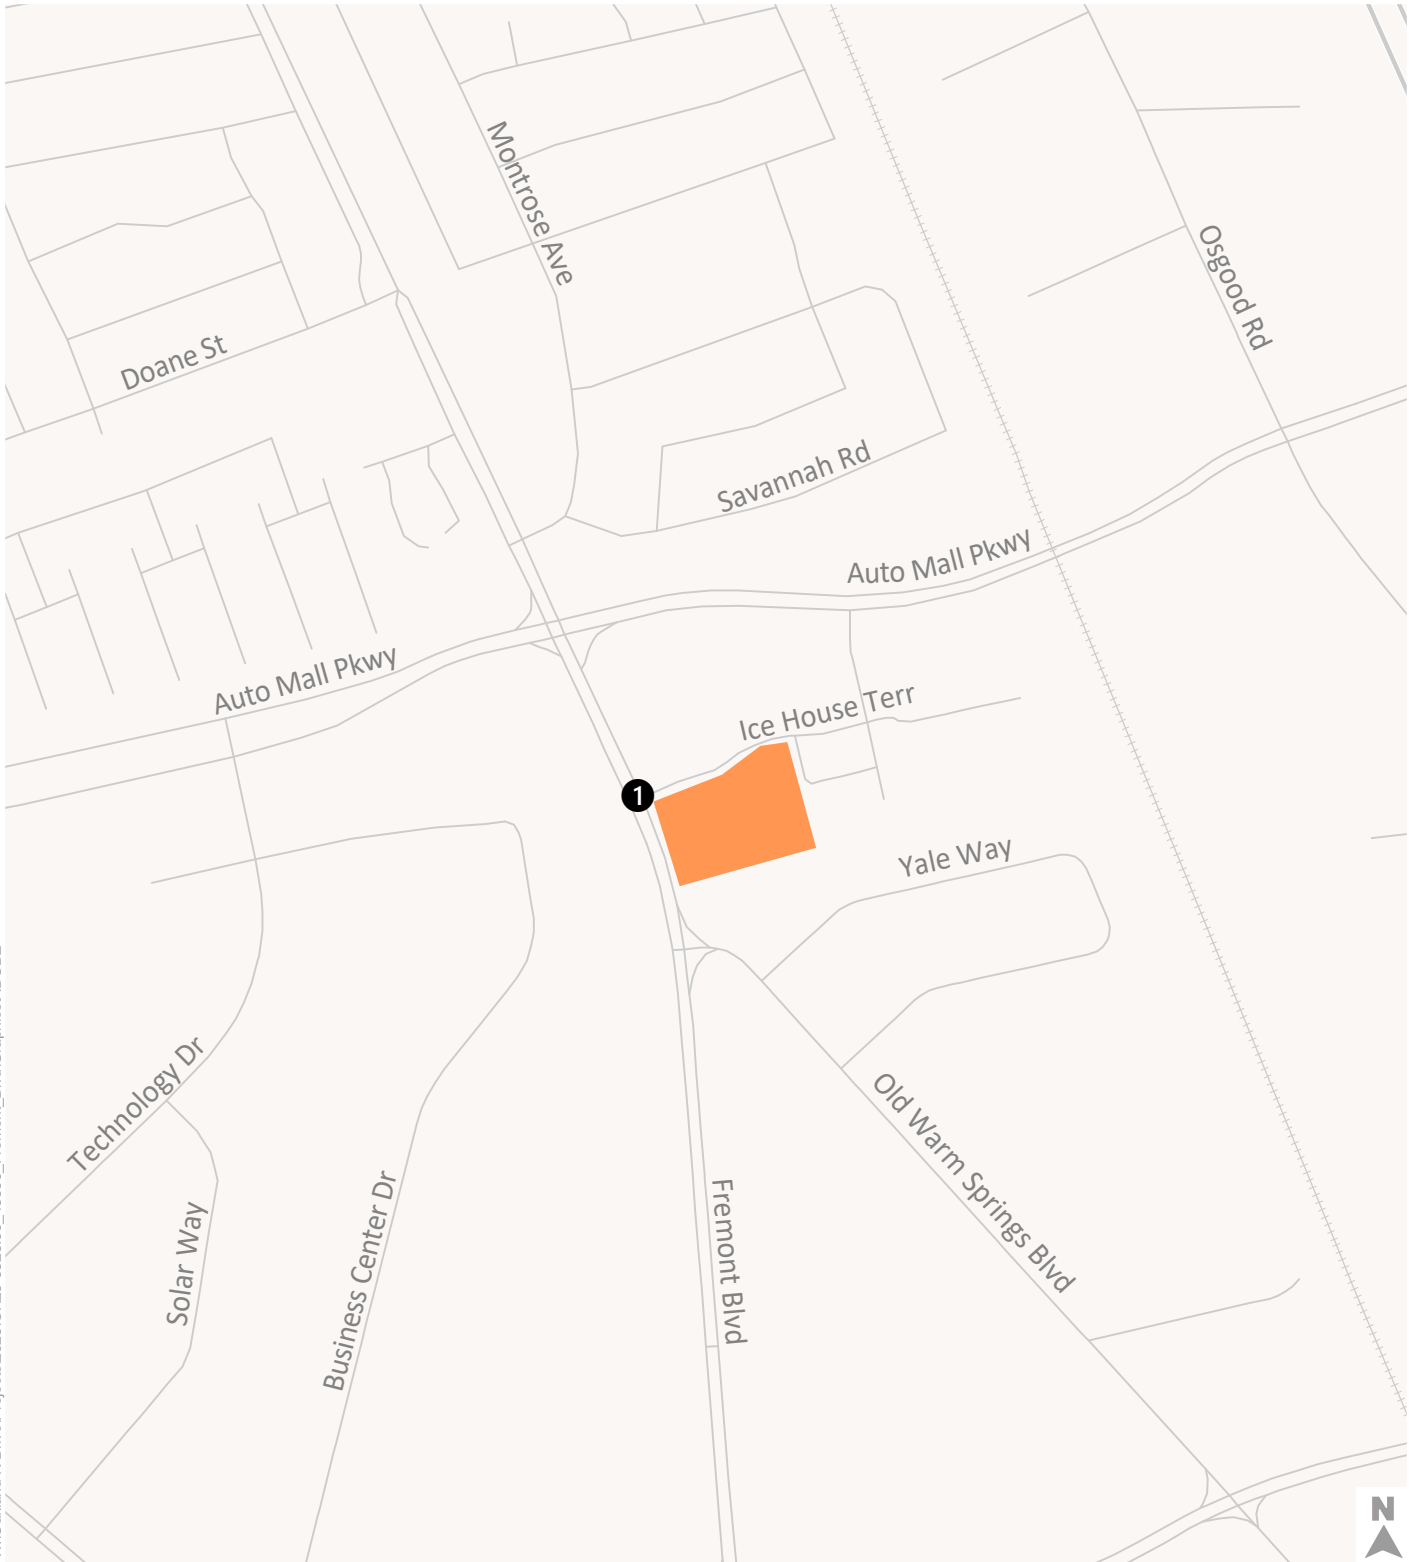 Montrose Ave
Osgood Rd
Doane St
Savannah Rd
Auto Mall Pkwy
Auto Mall Pkwy
Ice House Terr
1
Yale Way
Technology Dr
Old Warm Springs Blvd
Solar Way
Business Center Dr
Fremont Blvd
N